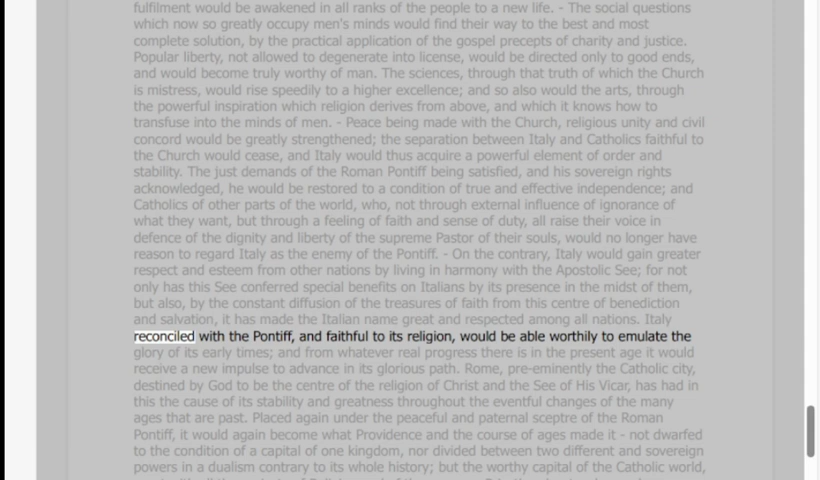 fulfilment would be awakened in all ranks of the people to a new life. - The social questions
which now so greatly occupy men's minds would find their way to the best and most
complete solution, by the practical application of the gospel precepts of charity and justice.
Popular liberty, not allowed to degenerate into license, would be directed only to good ends,
and would become truly worthy of man. The sciences, through that truth of which the Church
is mistress, would rise speedily to a higher excellence; and so also would the arts, through
the powerful inspiration which religion derives from above, and which it knows how to
transfuse into the minds of men. - Peace being made with the Church, religious unity and civil
concord would be greatly strengthened; the separation between Italy and Catholics faithful to
the Church would cease, and Italy would thus acquire a powerful element of order and
stability. The just demands of the Roman Pontiff being satisfied, and his sovereign rights
acknowledged, he would be restored to a condition of true and effective independence; and
Catholics of other parts of the world, who, not through external influence of ignorance of
what they want, but through a feeling of faith and sense of duty, all raise their voice in
defence of the dignity and liberty of the supreme Pastor of their souls, would no longer have
reason to regard Italy as the enemy of the Pontiff. - On the contrary, Italy would gain greater
respect and esteem from other nations by living in harmony with the Apostolic See; for not
only has this See conferred special benefits on Italians by its presence in the midst of them,
but also, by the constant diffusion of the treasures of faith from this centre of benediction
and salvation, it has made the Italian name great and respected among all nations. Italy
reconciled with the Pontiff, and faithful to its religion, would be able worthily to emulate the
glory of its early times; and from whatever real progress there is in the present age it would
receive a new impulse to advance in its glorious path. Rome, pre-eminently the Catholic city,
destined by God to be the centre of the religion of Christ and the See of His Vicar, has had in
this the cause of its stability and greatness throughout the eventful changes of the many
ages that are past. Placed again under the peaceful and paternal sceptre of the Roman
Pontiff, it would again become what Providence and the course of ages made it - not dwarfed
to the condition of a capital of one kingdom, nor divided between two different and sovereign
powers in a dualism contrary to its whole history; but the worthy capital of the Catholic world,